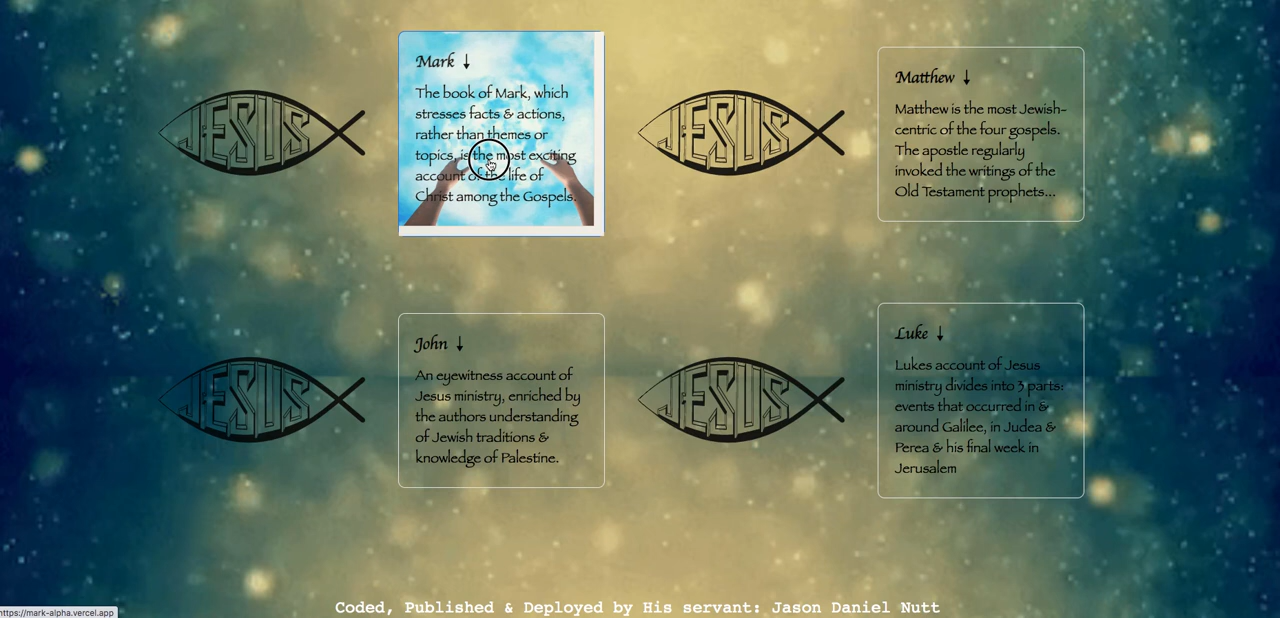 JESUS
Mark ↓
The book of Mark, which
stresses facts & actions,
rather than themes or
topics, is the most exciting
account of the life of
Christ among the Gospels.
JESUS
Matthew ↓
Matthew is the most Jewish-
centric of the four gospels.
The apostle regularly
invoked the writings of the
Old Testament prophets...
JESUS
John ↓
An eyewitness account of
Jesus ministry, enriched by
the authors understanding
of Jewish traditions &
knowledge of Palestine.
JESUS
Luke ↓
Lukes account of Jesus
ministry divides into 3 parts:
events that occurred in &
around Galilee, in Judea &
Perea & his final week in
Jerusalem
Coded, Published & Deployed by His servant: Jason Daniel Nutt
https://mark-alpha.vercel.app